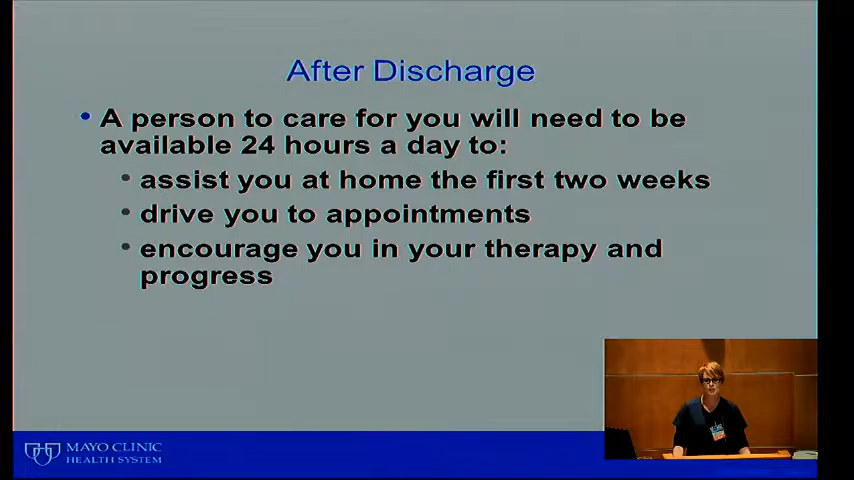 After Discharge
• A person to care for you will need to be
available 24 hours a day to:
• assist you at home the first two weeks
• drive you to appointments
• encourage you in your therapy and
progress
MAYO CLINIC
HEALTH SYSTEM